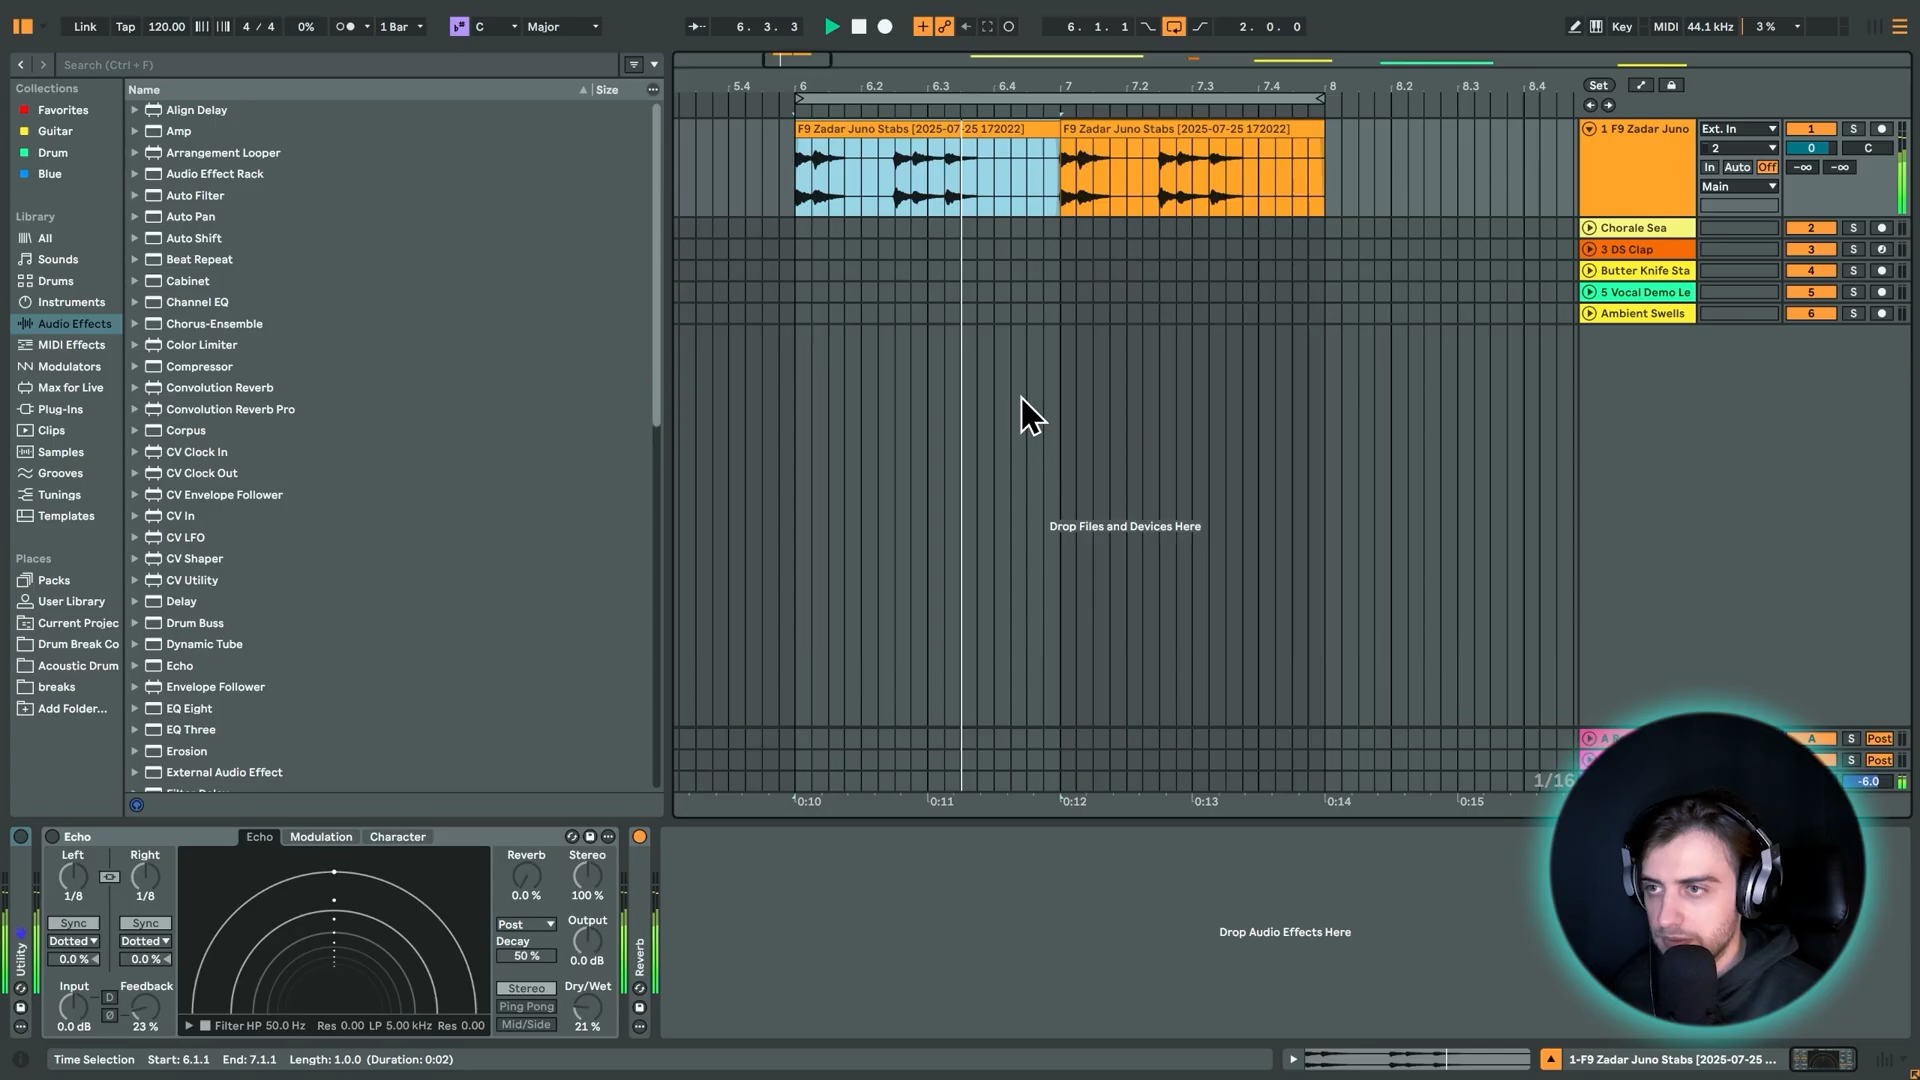 Link Tap 120.00 4 / 4 0% 1 Bar C Major 6. 3. 3 6. 1. 1 2. 0. 0 Key MIDI 44.1 kHz 3 %
Search (Ctrl + F)
Collections
Favorites
Guitar
Drum
Blue
Library
All
Sounds
Drums
Instruments
Audio Effects
MIDI Effects
Modulators
Max for Live
Plug-Ins
Clips
Samples
Grooves
Tunings
Templates
Places
Packs
User Library
Current Projec
Drum Break Co
Acoustic Drum
breaks
Add Folder...
Name Size
Align Delay
Amp
Arrangement Looper
Audio Effect Rack
Auto Filter
Auto Pan
Auto Shift
Beat Repeat
Cabinet
Channel EQ
Chorus-Ensemble
Color Limiter
Compressor
Convolution Reverb
Convolution Reverb Pro
Corpus
CV Clock In
CV Clock Out
CV Envelope Follower
CV In
CV LFO
CV Shaper
CV Utility
Delay
Drum Buss
Dynamic Tube
Echo
Envelope Follower
EQ Eight
EQ Three
Erosion
External Audio Effect
5.4 6 6.2 6.3 6.4 7 7.2 7.3 7.4 8 8.2 8.3 8.4
Set
F9 Zadar Juno Stabs [2025-07-25 172022] F9 Zadar Juno Stabs [2025-07-25 172022]
1 F9 Zadar Juno Ext. In 1 S
2 0 C
In Auto Off -∞ -∞
Main
Chorale Sea 2 S
3 DS Clap 3 S
Butter Knife Sta 4 S
5 Vocal Demo Le 5 S
Ambient Swells 6 S
Drop Files and Devices Here
A A S Post
S Post
1/16 -6.0
0:10 0:11 0:12 0:13 0:14 0:15
Utility
Echo Echo Modulation Character
Left Right
1/8 1/8
Sync Sync
Dotted Dotted
0.0 % 0.0 %
Input Feedback
D
Ø
0.0 dB 23 %
Filter HP 50.0 Hz Res 0.00 LP 5.00 kHz Res 0.00
Reverb Stereo
0.0 % 100 %
Post Output
Decay
50 % 0.0 dB
Stereo Dry/Wet
Ping Pong
Mid/Side 21 %
Reverb
Drop Audio Effects Here
Time Selection Start: 6.1.1 End: 7.1.1 Length: 1.0.0 (Duration: 0:02)
1-F9 Zadar Juno Stabs [2025-07-25 ...